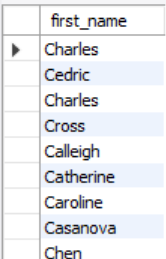 first_name
Charles
Cedric
Charles
Cross
Calleigh
Catherine
Caroline
Casanova
Chen